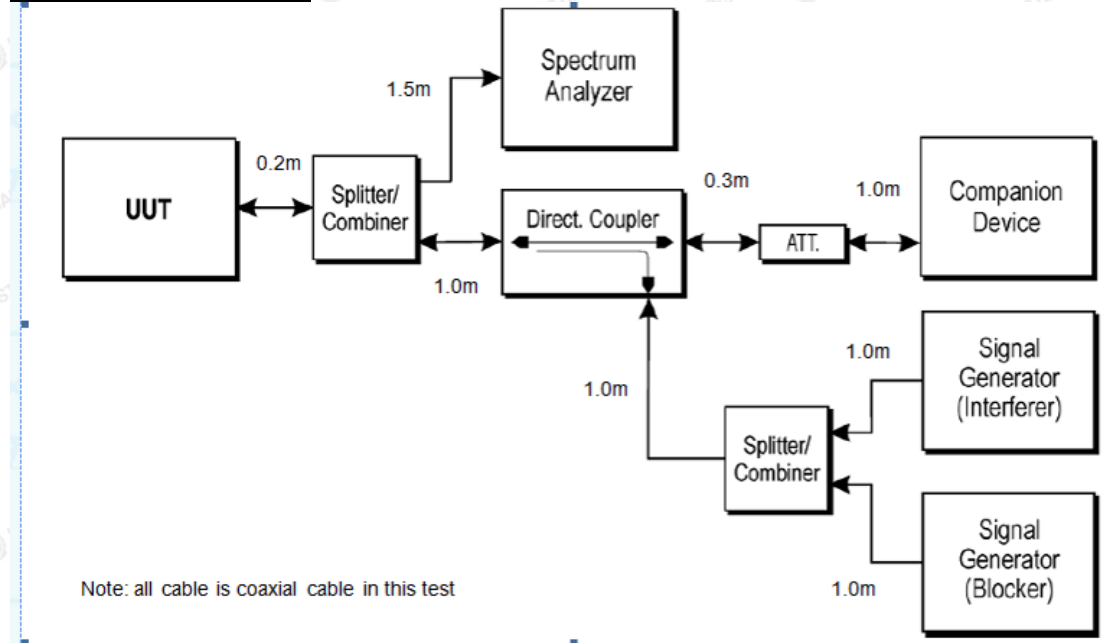 Spectrum
Analyzer
1.5m
UUT
0.2m
Splitter/
Combiner
1.0m
Direct. Coupler
0.3m
ATT.
1.0m
Companion
Device
1.0m
Splitter/
Combiner
1.0m
Signal
Generator
(Interferer)
1.0m
Signal
Generator
(Blocker)
Note: all cable is coaxial cable in this test